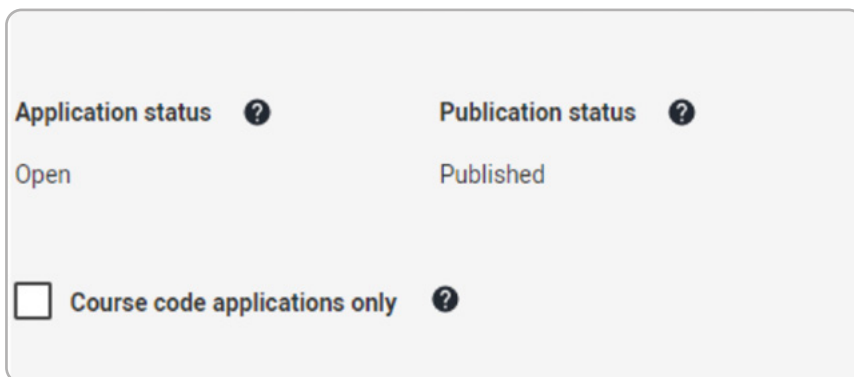 Application status ? Publication status ?
Open Published
Course code applications only ?